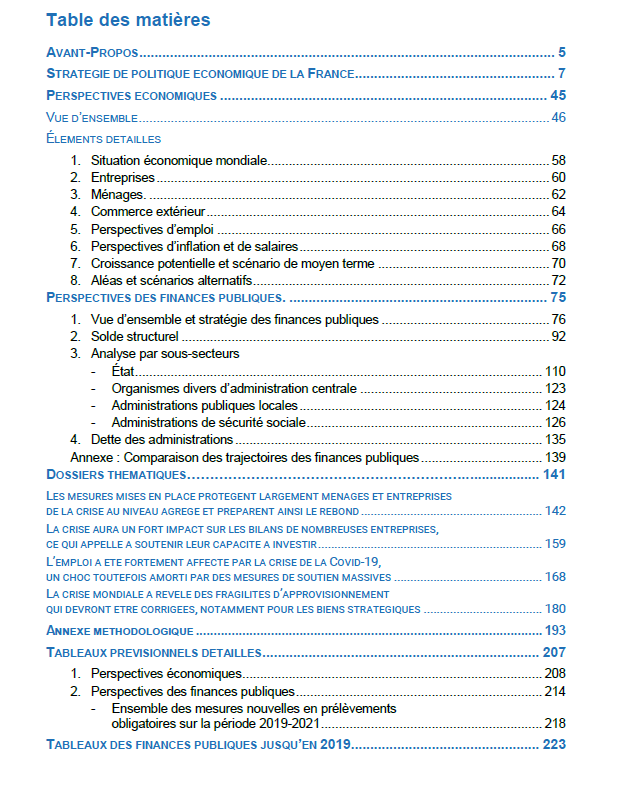 Table des matières
AVANT-PROPOS.......... 5
STRATEGIE DE POLITIQUE ECONOMIQUE DE LA FRANCE.......... 7
PERSPECTIVES ECONOMIQUES .......... 45
VUE D'ENSEMBLE.......... 46
ÉLEMENTS DETAILLES
1. Situation économique mondiale.......... 58
2. Entreprises.......... 60
3. Ménages. .......... 62
4. Commerce extérieur.......... 64
5. Perspectives d'emploi .......... 66
6. Perspectives d'inflation et de salaires.......... 68
7. Croissance potentielle et scénario de moyen terme .......... 70
8. Aléas et scénarios alternatifs.......... 72
PERSPECTIVES DES FINANCES PUBLIQUES. .......... 75
1. Vue d'ensemble et stratégie des finances publiques .......... 76
2. Solde structurel .......... 92
3. Analyse par sous-secteurs
- État.......... 110
- Organismes divers d'administration centrale .......... 123
- Administrations publiques locales.......... 124
- Administrations de sécurité sociale.......... 126
4. Dette des administrations .......... 135
Annexe : Comparaison des trajectoires des finances publiques.......... 139
DOSSIERS THEMATIQUES.......... 141
LES MESURES MISES EN PLACE PROTEGENT LARGEMENT MENAGES ET ENTREPRISES
DE LA CRISE AU NIVEAU AGREGE ET PREPARENT AINSI LE REBOND .......... 142
LA CRISE AURA UN FORT IMPACT SUR LES BILANS DE NOMBREUSES ENTREPRISES,
CE QUI APPELLE A SOUTENIR LEUR CAPACITE A INVESTIR.......... 159
L'EMPLOI A ETE FORTEMENT AFFECTE PAR LA CRISE DE LA COVID-19,
UN CHOC TOUTEFOIS AMORTI PAR DES MESURES DE SOUTIEN MASSIVES .......... 168
LA CRISE MONDIALE A REVELE DES FRAGILITES D'APPROVISIONNEMENT
QUI DEVRONT ETRE CORRIGEES, NOTAMMENT POUR LES BIENS STRATEGIQUES .......... 180
ANNEXE METHODOLOGIQUE .......... 193
TABLEAUX PREVISIONNELS DETAILLES.......... 207
1. Perspectives économiques.......... 208
2. Perspectives des finances publiques.......... 214
- Ensemble des mesures nouvelles en prélèvements
obligatoires sur la période 2019-2021.......... 218
TABLEAUX DES FINANCES PUBLIQUES JUSQU'EN 2019.......... 223